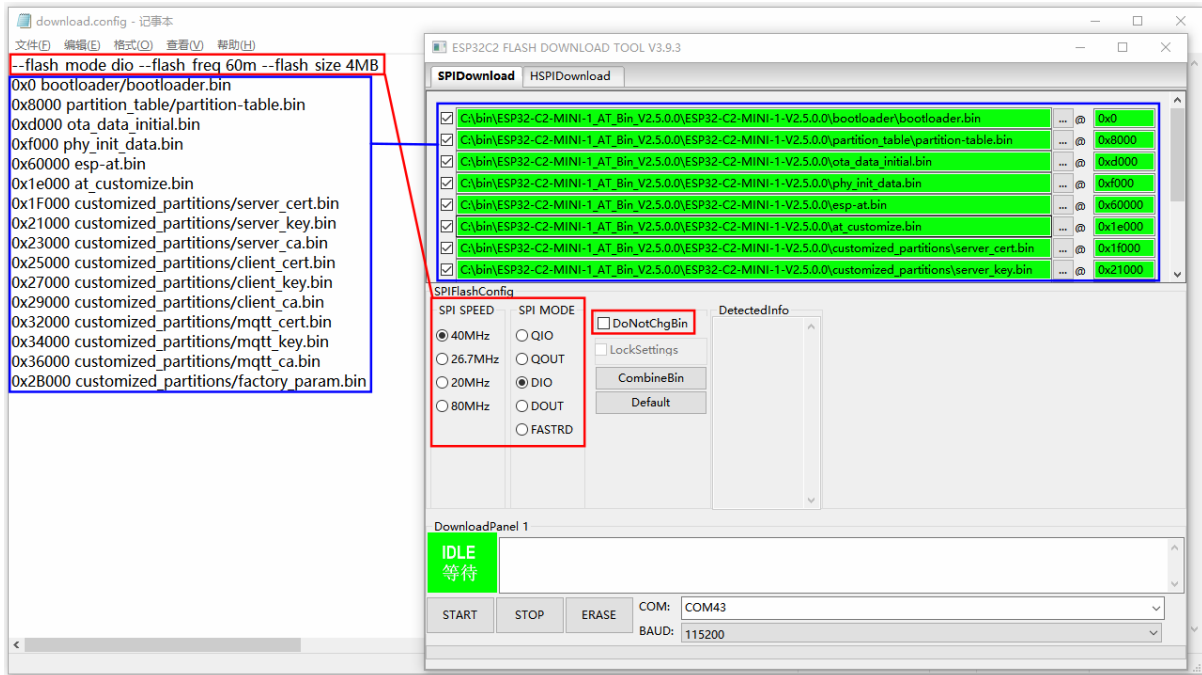 download.config - 记事本
文件(F) 编辑(E) 格式(O) 查看(V) 帮助(H)
--flash_mode dio --flash_freq 60m --flash_size 4MB
0x0 bootloader/bootloader.bin
0x8000 partition_table/partition-table.bin
0xd000 ota_data_initial.bin
0xf000 phy_init_data.bin
0x60000 esp-at.bin
0x1e000 at_customize.bin
0x1F000 customized_partitions/server_cert.bin
0x21000 customized_partitions/server_key.bin
0x23000 customized_partitions/server_ca.bin
0x25000 customized_partitions/client_cert.bin
0x27000 customized_partitions/client_key.bin
0x29000 customized_partitions/client_ca.bin
0x32000 customized_partitions/mqtt_cert.bin
0x34000 customized_partitions/mqtt_key.bin
0x36000 customized_partitions/mqtt_ca.bin
0x2B000 customized_partitions/factory_param.bin
ESP32C2 FLASH DOWNLOAD TOOL V3.9.3
SPIDownload HSPIDownload
C:\bin\ESP32-C2-MINI-1_AT_Bin_V2.5.0.0\ESP32-C2-MINI-1-V2.5.0.0\bootloader\bootloader.bin ... @ 0x0
C:\bin\ESP32-C2-MINI-1_AT_Bin_V2.5.0.0\ESP32-C2-MINI-1-V2.5.0.0\partition_table\partition-table.bin ... @ 0x8000
C:\bin\ESP32-C2-MINI-1_AT_Bin_V2.5.0.0\ESP32-C2-MINI-1-V2.5.0.0\ota_data_initial.bin ... @ 0xd000
C:\bin\ESP32-C2-MINI-1_AT_Bin_V2.5.0.0\ESP32-C2-MINI-1-V2.5.0.0\phy_init_data.bin ... @ 0xf000
C:\bin\ESP32-C2-MINI-1_AT_Bin_V2.5.0.0\ESP32-C2-MINI-1-V2.5.0.0\esp-at.bin ... @ 0x60000
C:\bin\ESP32-C2-MINI-1_AT_Bin_V2.5.0.0\ESP32-C2-MINI-1-V2.5.0.0\at_customize.bin ... @ 0x1e000
C:\bin\ESP32-C2-MINI-1_AT_Bin_V2.5.0.0\ESP32-C2-MINI-1-V2.5.0.0\customized_partitions\server_cert.bin ... @ 0x1f000
C:\bin\ESP32-C2-MINI-1_AT_Bin_V2.5.0.0\ESP32-C2-MINI-1-V2.5.0.0\customized_partitions\server_key.bin ... @ 0x21000
SPIFlashConfig
SPI SPEED SPI MODE DetectedInfo
DoNotChgBin
40MHz QIO
LockSettings
26.7MHz QOUT
CombineBin
20MHz DIO
Default
80MHz DOUT
FASTRD
DownloadPanel 1
IDLE
等待
START STOP ERASE
COM: COM43
BAUD: 115200